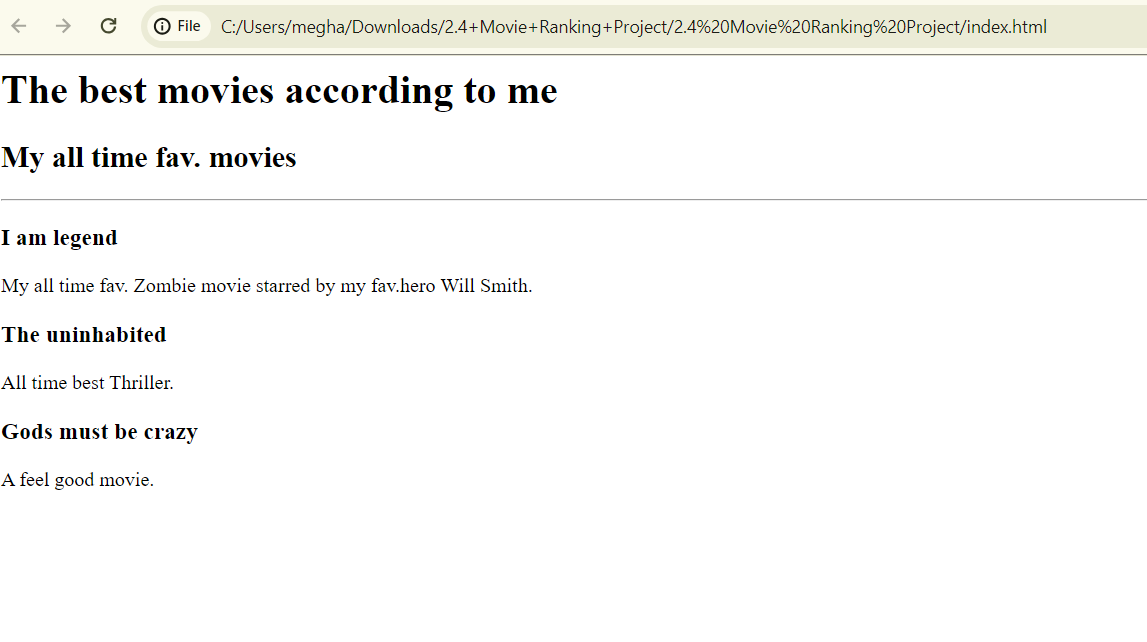 File C:/Users/megha/Downloads/2.4+Movie+Ranking+Project/2.4%20Movie%20Ranking%20Project/index.html
The best movies according to me
My all time fav. movies
I am legend
My all time fav. Zombie movie starred by my fav.hero Will Smith.
The uninhabited
All time best Thriller.
Gods must be crazy
A feel good movie.